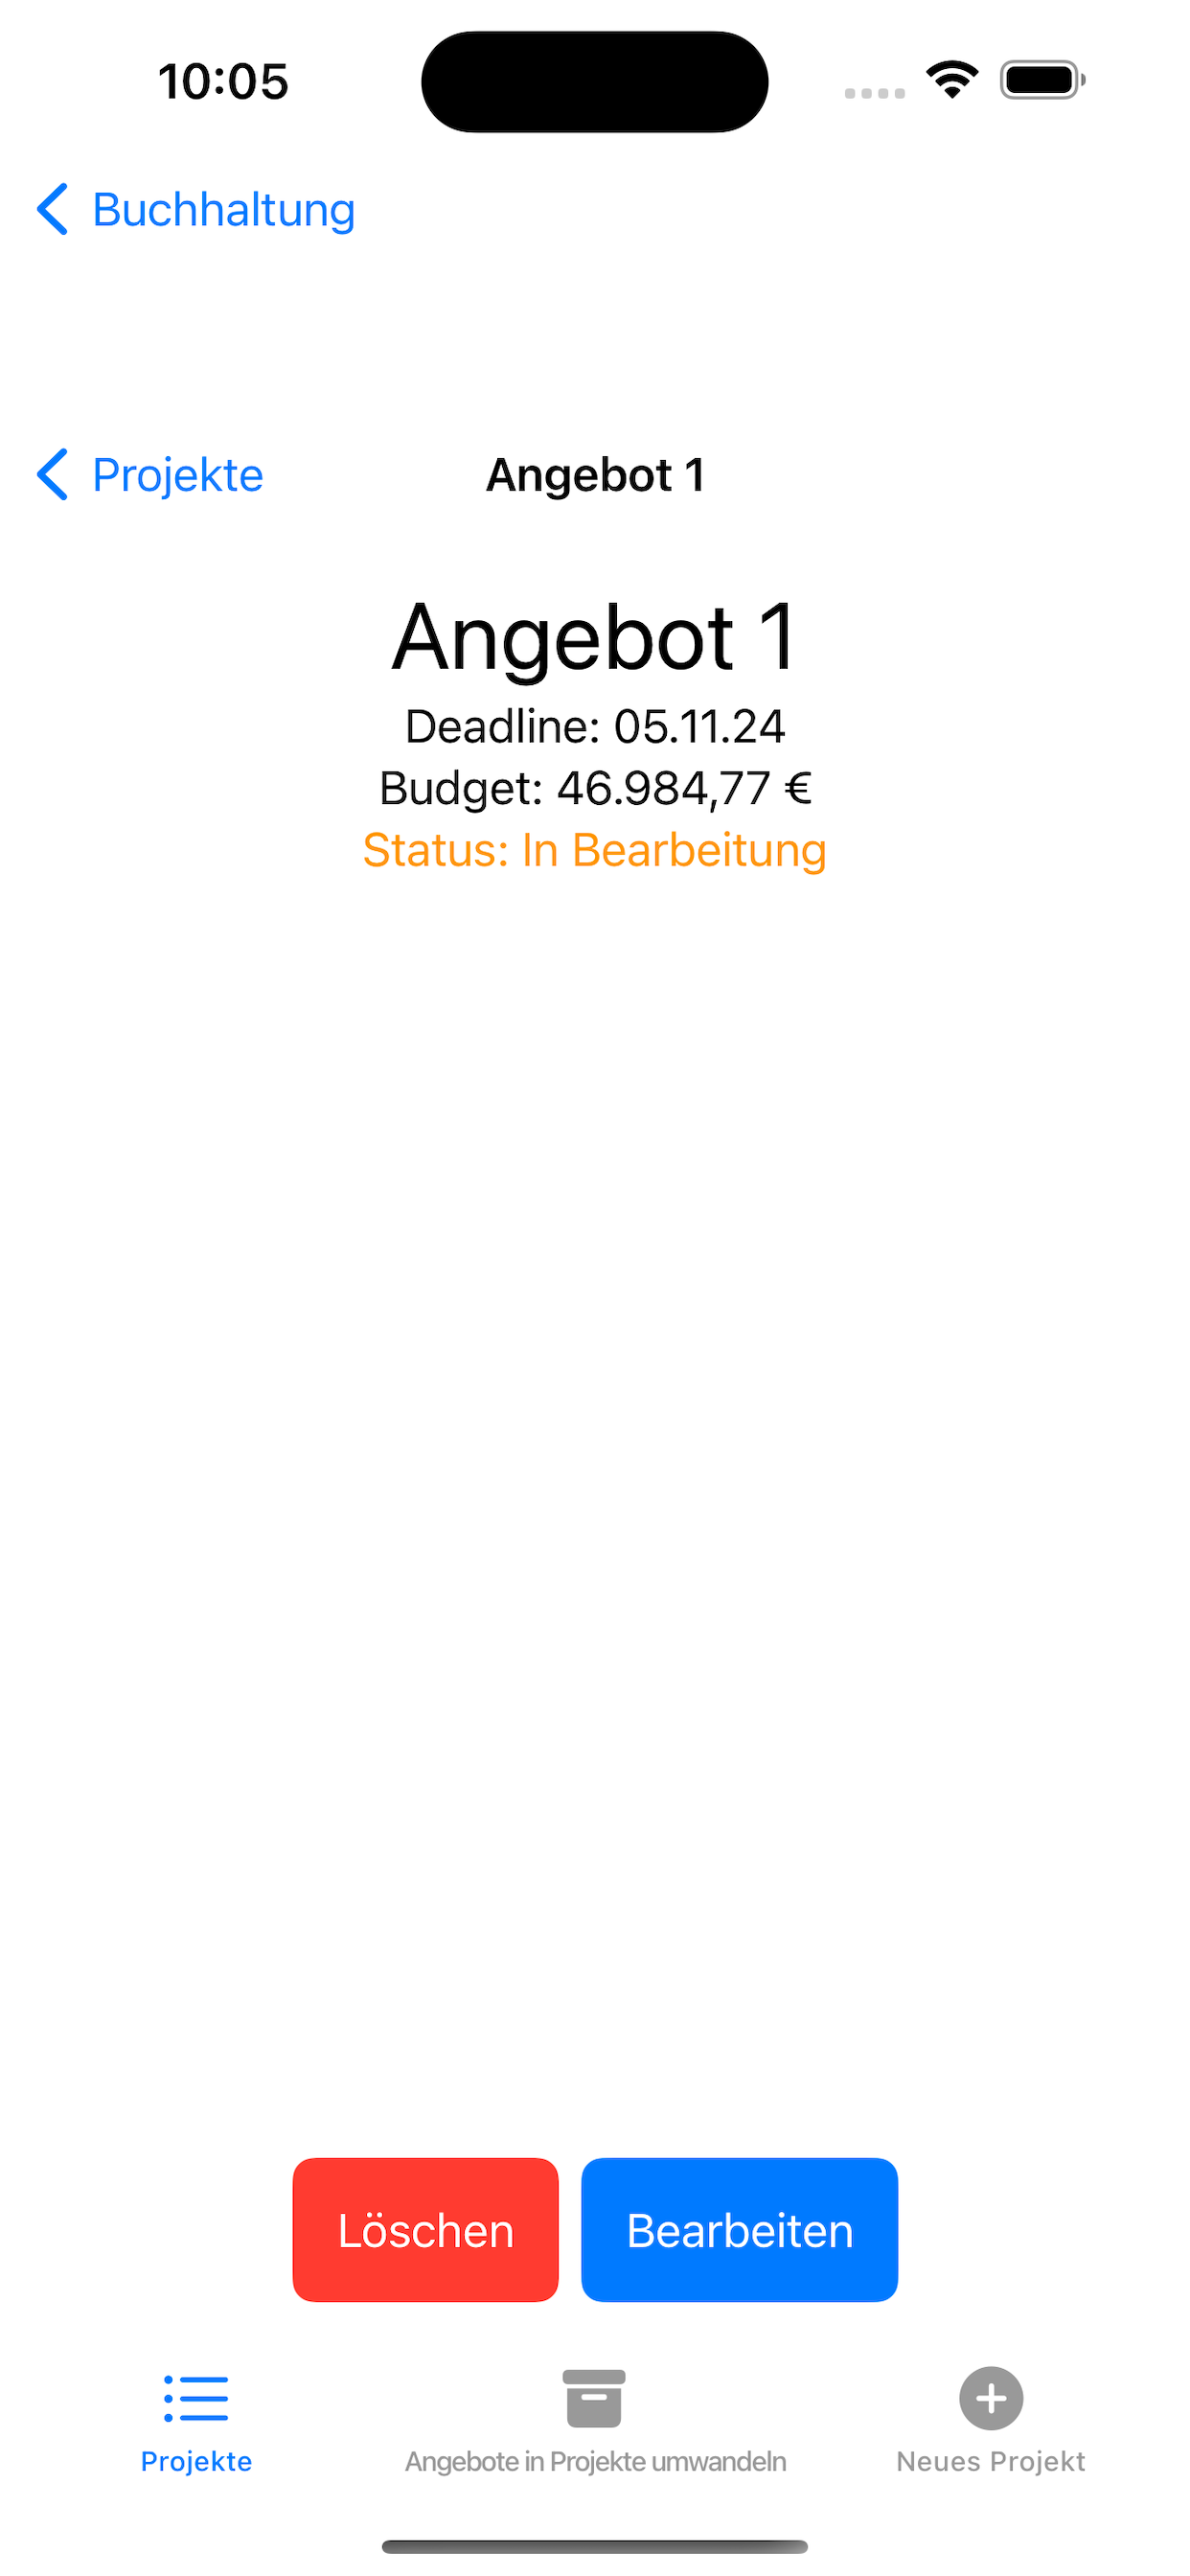 10:05
Buchhaltung
Projekte
Angebot 1
Angebot 1
Deadline: 05.11.24
Budget: 46.984,77 €
Status: In Bearbeitung
Löschen
Bearbeiten
Projekte
Angebote in Projekte umwandeln
Neues Projekt